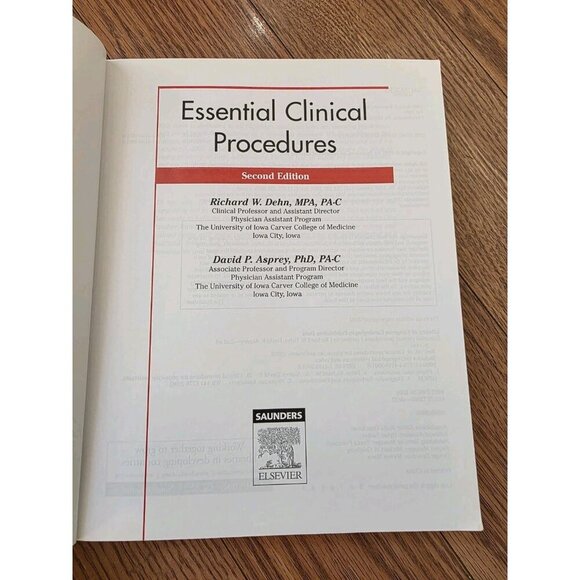 Essential Clinical
Procedures
Second Edition
Richard W. Dehn, MPA, PA-C
Clinical Professor and Assistant Director
Physician Assistant Program
The University of Iowa Carver College of Medicine
Iowa City, Iowa
David P. Asprey, PhD, PA-C
Associate Professor and Program Director
Physician Assistant Program
The University of Iowa Carver College of Medicine
Iowa City, Iowa
SAUNDERS
ELSEVIER